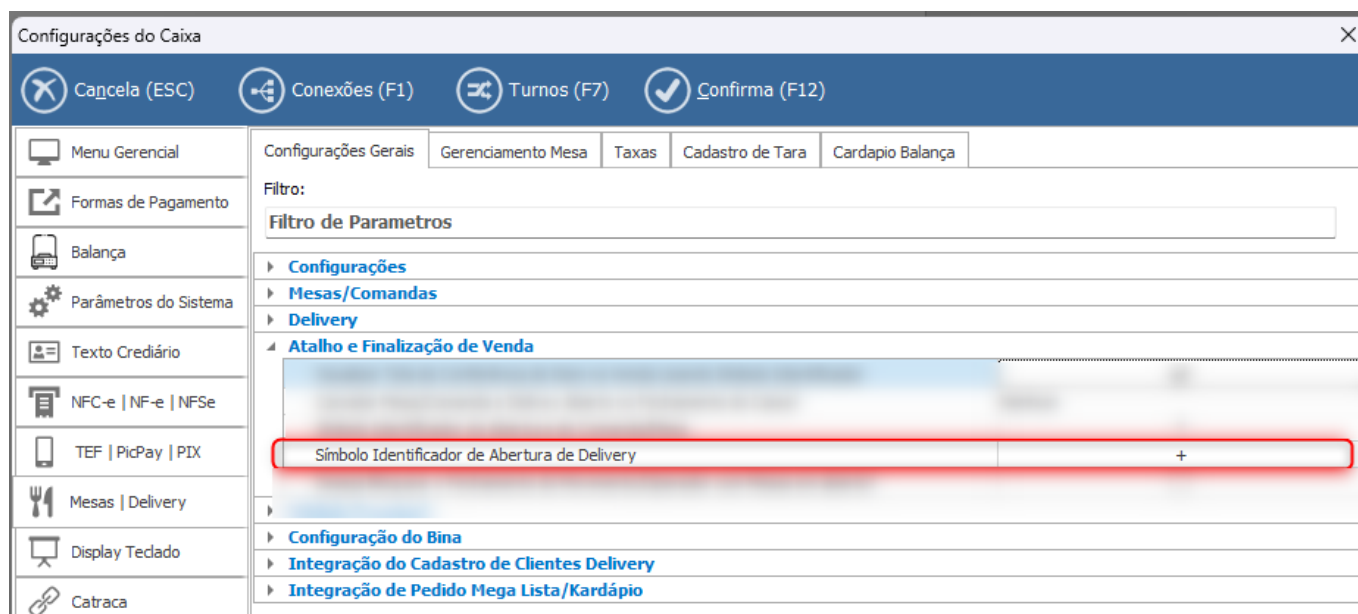 Configurações do Caixa
Cancela (ESC)
Conexões (F1)
Turnos (F7)
Confirma (F12)
Menu Gerencial
Formas de Pagamento
Balança
Parâmetros do Sistema
Texto Crediário
NFC-e | NF-e | NFSe
TEF | PicPay | PIX
Mesas | Delivery
Display Teclado
Catraca
Configurações Gerais
Gerenciamento Mesa
Taxas
Cadastro de Tara
Cardapio Balança
Filtro:
Filtro de Parametros
Configurações
Mesas/Comandas
Delivery
Atalho e Finalização de Venda
Símbolo Identificador de Abertura de Delivery +
Configuração do Bina
Integração do Cadastro de Clientes Delivery
Integração de Pedido Mega Lista/Kardápio